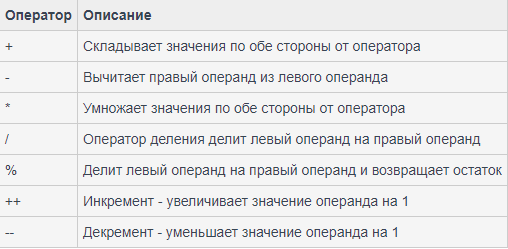 Оператор Описание
+ Складывает значения по обе стороны от оператора
- Вычитает правый операнд из левого операнда
* Умножает значения по обе стороны от оператора
/ Оператор деления делит левый операнд на правый операнд
% Делит левый операнд на правый операнд и возвращает остаток
++ Инкремент - увеличивает значение операнда на 1
-- Декремент - уменьшает значение операнда на 1